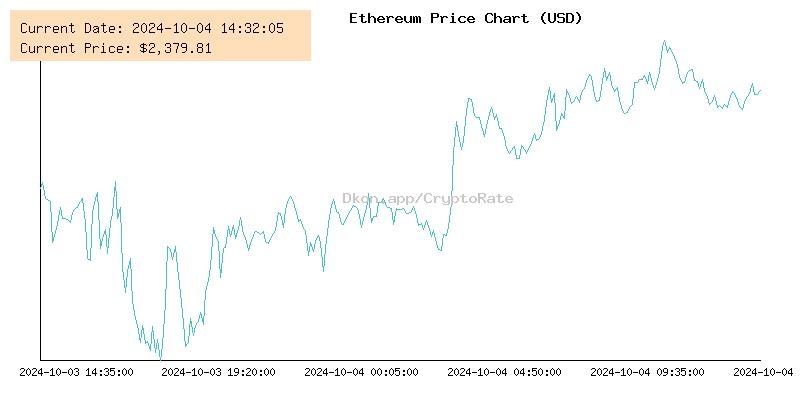 Ethereum Price Chart (USD)
Current Date: 2024-10-04 14:32:05
Current Price: $2,379.81
Dkon.app/CryptoRate
2024-10-03 14:35:00 2024-10-03 19:20:00 2024-10-04 00:05:00 2024-10-04 04:50:00 2024-10-04 09:35:00 2024-10-04